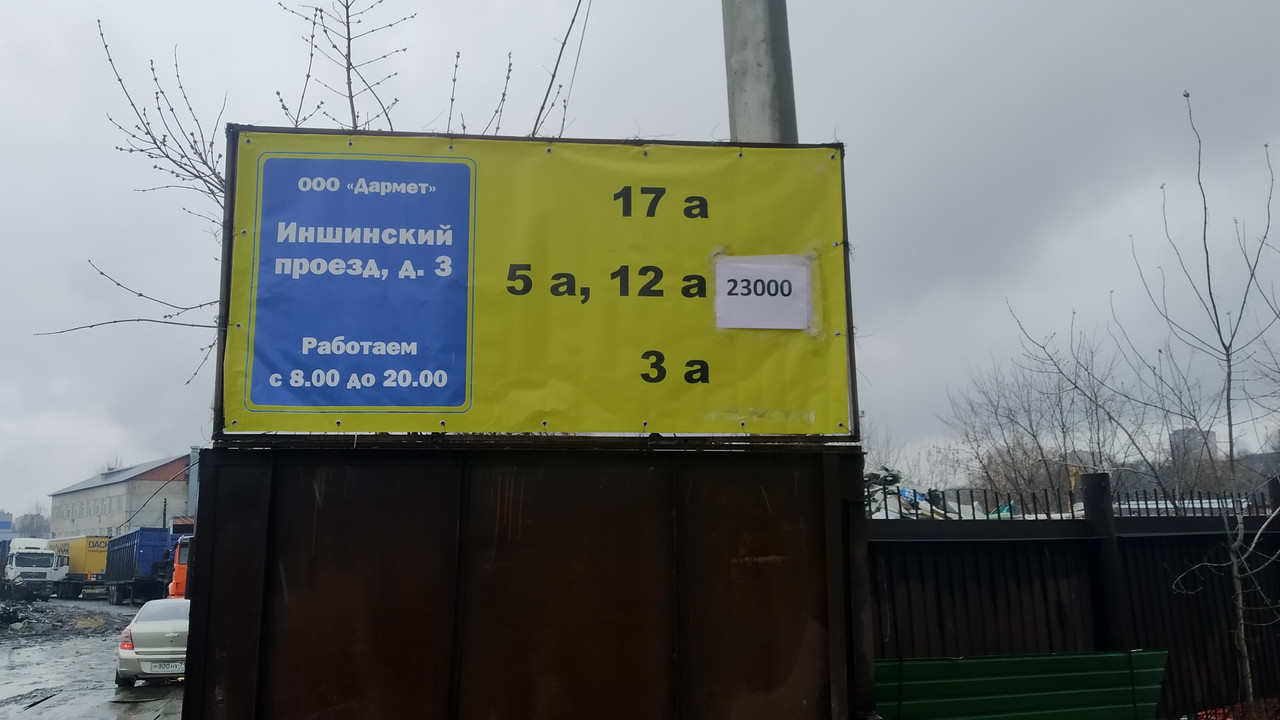 ООО «Дармет»
Иншинский
проезд, д. 3
Работаем
с 8.00 до 20.00
17 а
5 а, 12 а 23000
3 а